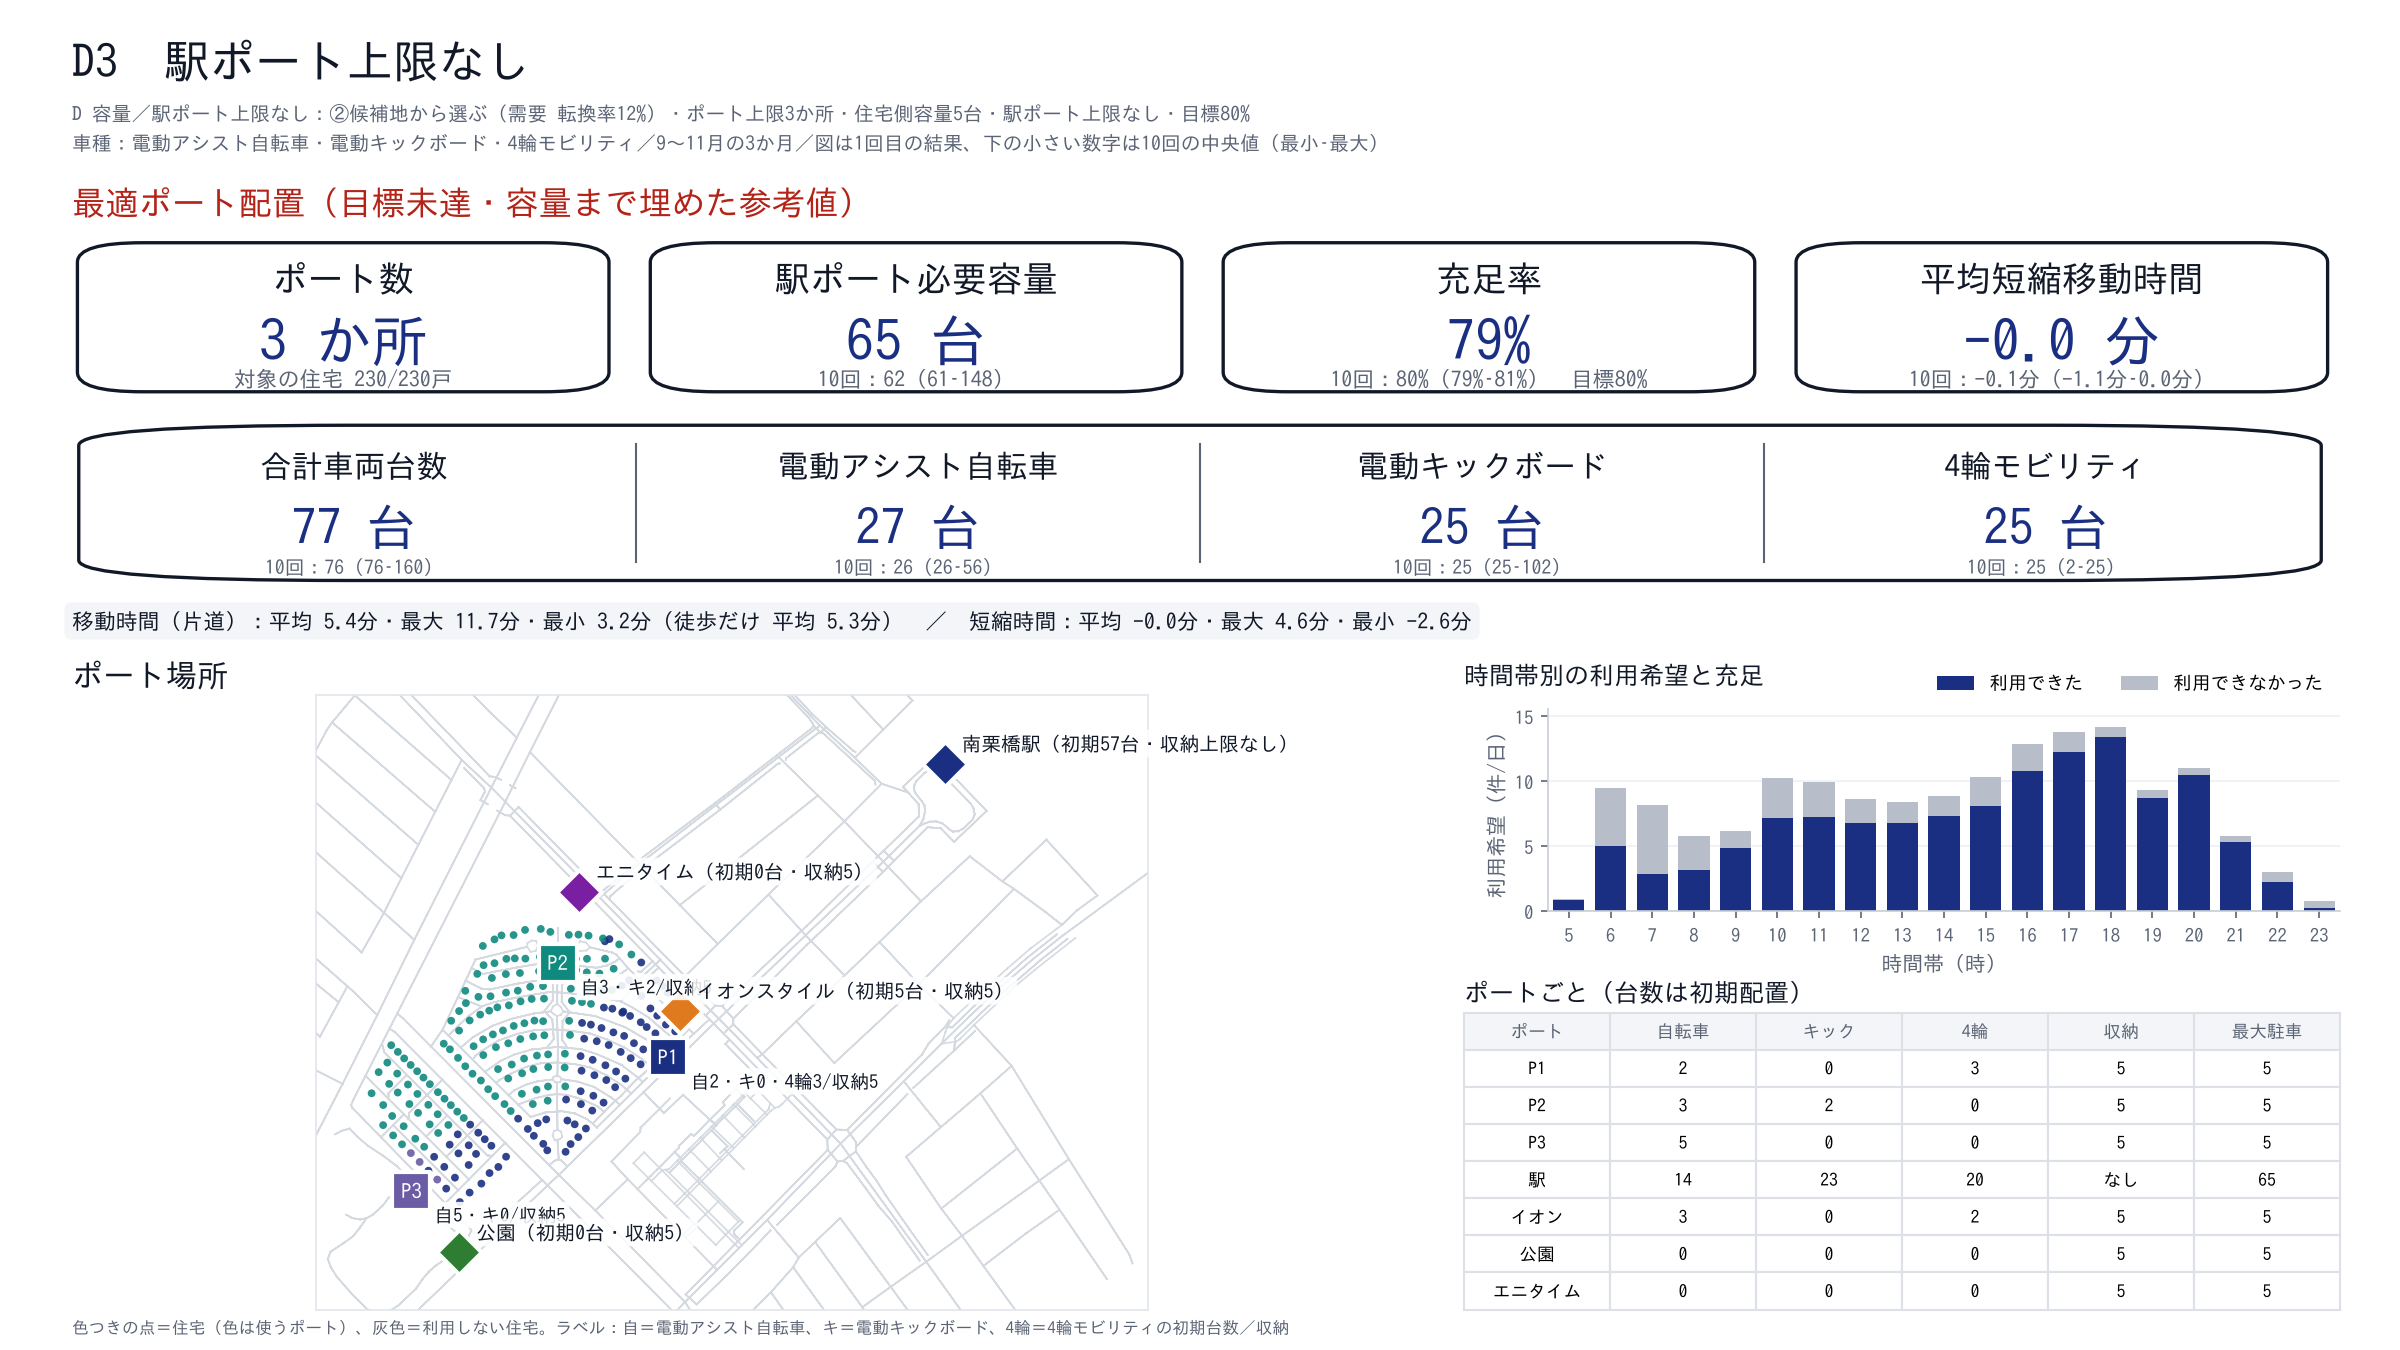 D3　駅ポート上限なし
D 容量／駅ポート上限なし：②候補地から選ぶ（需要 転換率12%）・ポート上限3か所・住宅側容量5台・駅ポート上限なし・目標80%
車種：電動アシスト自転車・電動キックボード・4輪モビリティ／9〜11月の3か月／図は1回目の結果、下の小さい数字は10回の中央値（最小-最大）
最適ポート配置（目標未達・容量まで埋めた参考値）
ポート数 駅ポート必要容量 充足率 平均短縮移動時間
3 か所 65 台 79% −0.0 分
対象の住宅 230/230戸 10回：62（61-148） 10回：80%（79%-81%）　目標80% 10回：−0.1分（−1.1分-0.0分）
合計車両台数 電動アシスト自転車 電動キックボード 4輪モビリティ
77 台 27 台 25 台 25 台
10回：76（76-160） 10回：26（26-56） 10回：25（25-102） 10回：25（2-25）
移動時間（片道）：平均 5.4分・最大 11.7分・最小 3.2分（徒歩だけ 平均 5.3分）　／　短縮時間：平均 −0.0分・最大 4.6分・最小 −2.6分
ポート場所
南栗橋駅（初期57台・収納上限なし）
エニタイム（初期0台・収納5）
P2
自3・キ2/収納
イオンスタイル（初期5台・収納5）
P1
自2・キ0・4輪3/収納5
P3
自5・キ0/収納5
公園（初期0台・収納5）
時間帯別の利用希望と充足
利用できた 利用できなかった
利用希望（件/日）
15
10
5
0
5 6 7 8 9 10 11 12 13 14 15 16 17 18 19 20 21 22 23
時間帯（時）
ポートごと（台数は初期配置）
ポート 自転車 キック 4輪 収納 最大駐車
P1 2 0 3 5 5
P2 3 2 0 5 5
P3 5 0 0 5 5
駅 14 23 20 なし 65
イオン 3 0 2 5 5
公園 0 0 0 5 5
エニタイム 0 0 0 5 5
色つきの点＝住宅（色は使うポート）、灰色＝利用しない住宅。ラベル：自＝電動アシスト自転車、キ＝電動キックボード、4輪＝4輪モビリティの初期台数／収納